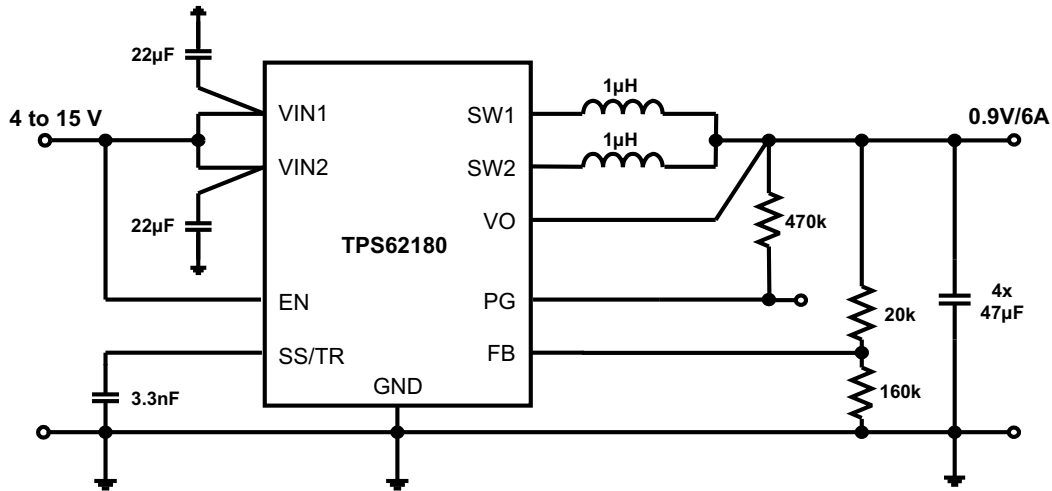 22µF
4 to 15 V
VIN1
VIN2
22µF
EN
SS/TR
3.3nF
GND
TPS62180
SW1
SW2
VO
PG
FB
1µH
1µH
0.9V/6A
470k
20k
160k
4x
47µF